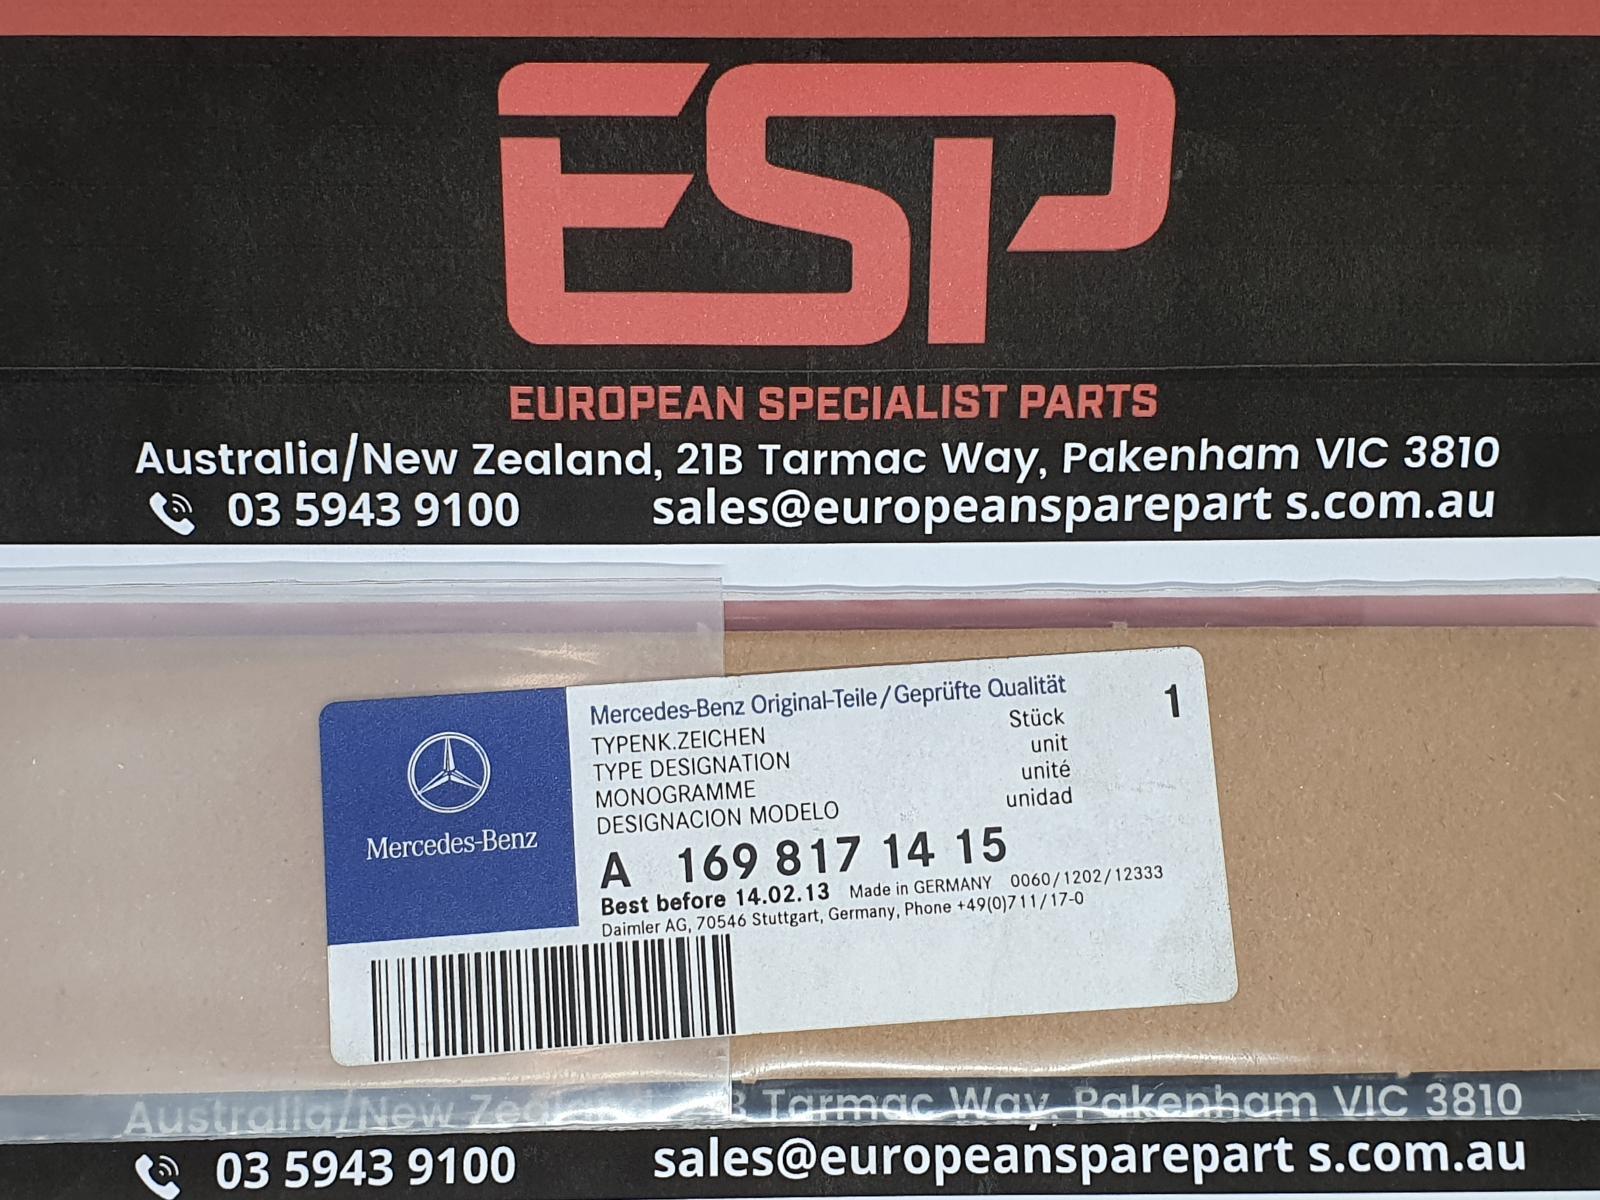 ESP
EUROPEAN SPECIALIST PARTS
Australia/New Zealand, 21B Tarmac Way, Pakenham VIC 3810
03 5943 9100 sales@europeansparepart s.com.au
Mercedes-Benz
Mercedes-Benz Original-Teile/Geprüfte Qualität
TYPENK.ZEICHEN Stück 1
TYPE DESIGNATION unit
MONOGRAMME unité
DESIGNACION MODELO unidad
A 169 817 14 15
Best before 14.02.13 Made in GERMANY 0060/1202/12333
Daimler AG, 70546 Stuttgart, Germany, Phone +49(0)711/17-0
Australia/New Tarmac Way, Pakenham VIC 3810
03 5943 9100 sales@europeansparepart s.com.au